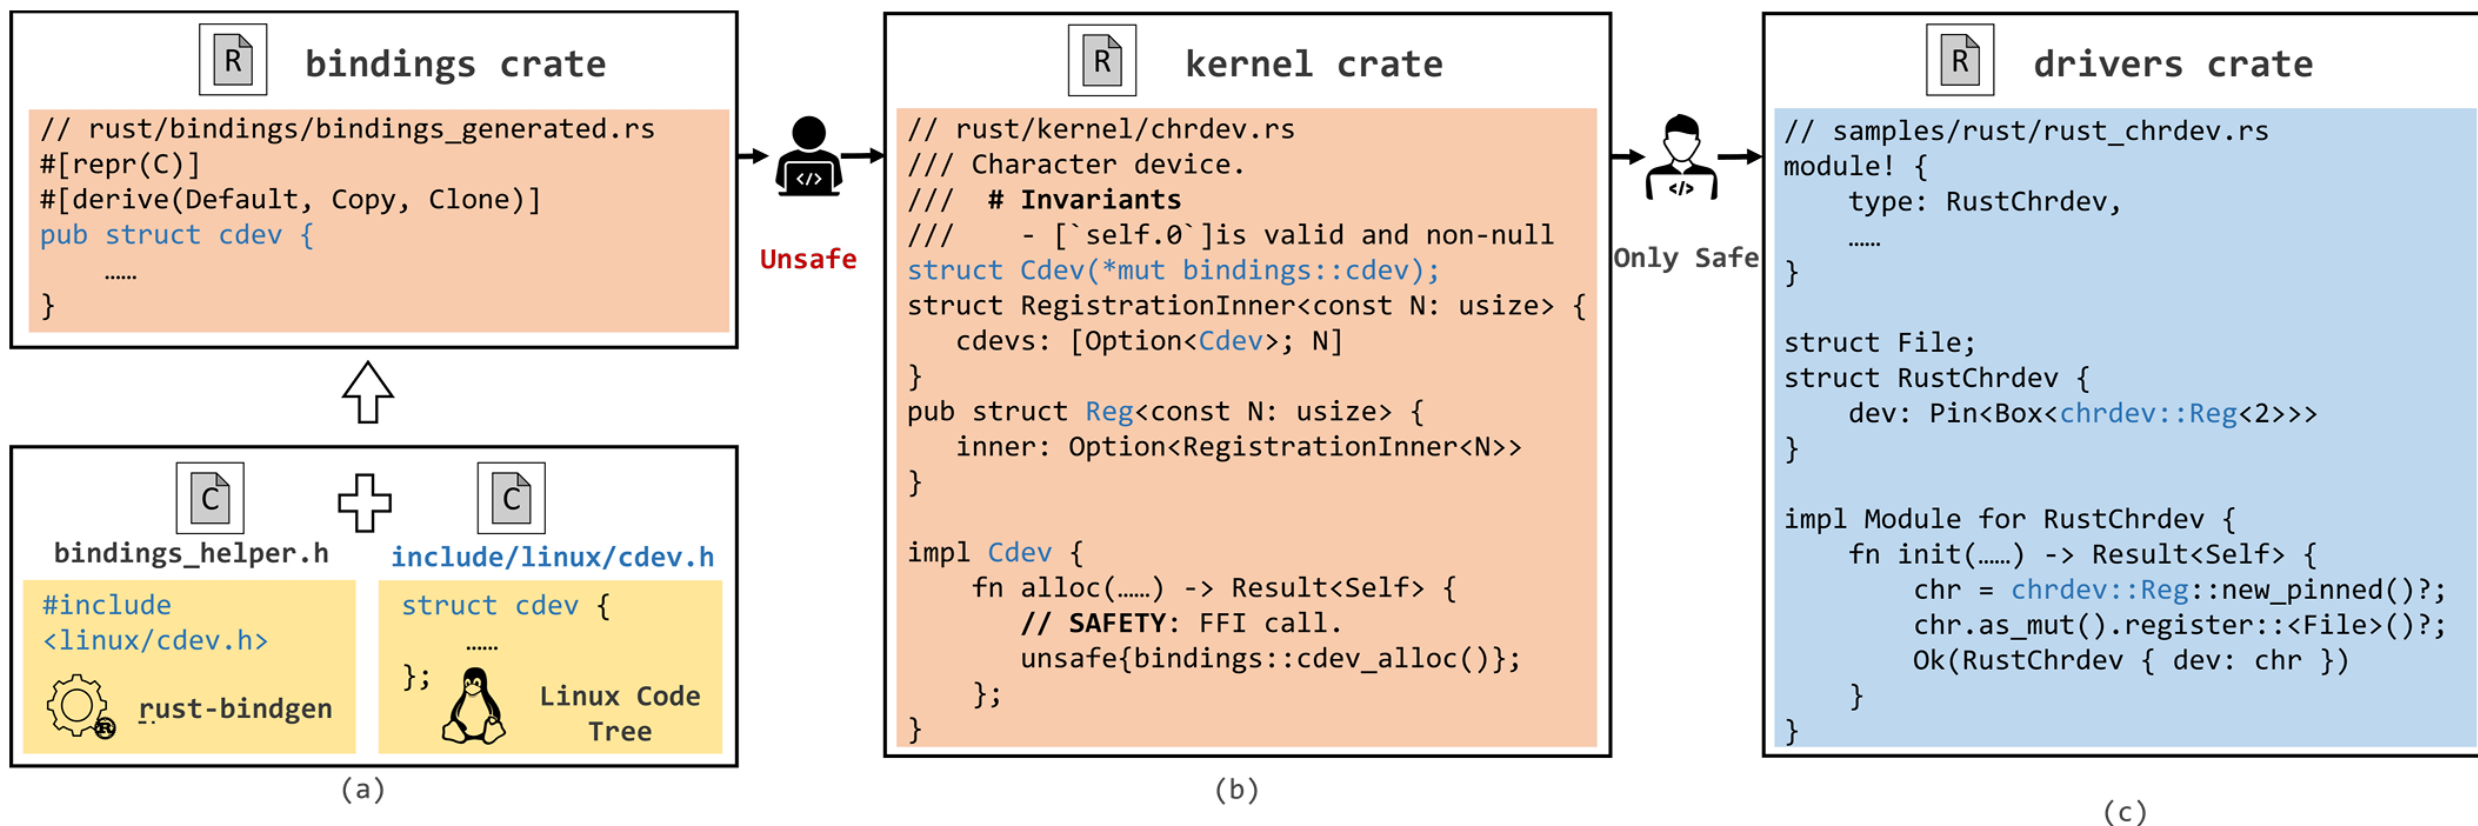 R
bindings crate
// rust/bindings/bindings_generated.rs
#[repr(C)]
#[derive(Default, Copy, Clone)]
pub struct cdev {
    ……
}
C
C
bindings_helper.h
include/linux/cdev.h
#include
<linux/cdev.h>
rust-bindgen
struct cdev {
    ……
};
Linux Code
Tree
(a)
</>
Unsafe
R
kernel crate
// rust/kernel/chrdev.rs
/// Character device.
///  # Invariants
///    - [`self.0`]is valid and non-null
struct Cdev(*mut bindings::cdev);
struct RegistrationInner<const N: usize> {
   cdevs: [Option<Cdev>; N]
}
pub struct Reg<const N: usize> {
   inner: Option<RegistrationInner<N>>
}
impl Cdev {
    fn alloc(……) -> Result<Self> {
       // SAFETY: FFI call.
       unsafe{bindings::cdev_alloc()};
    };
}
(b)
</>
Only Safe
R
drivers crate
// samples/rust/rust_chrdev.rs
module! {
    type: RustChrdev,
    ……
}
struct File;
struct RustChrdev {
    dev: Pin<Box<chrdev::Reg<2>>>
}
impl Module for RustChrdev {
    fn init(……) -> Result<Self> {
        chr = chrdev::Reg::new_pinned()?;
        chr.as_mut().register::<File>()?;
        Ok(RustChrdev { dev: chr })
    }
}
(c)